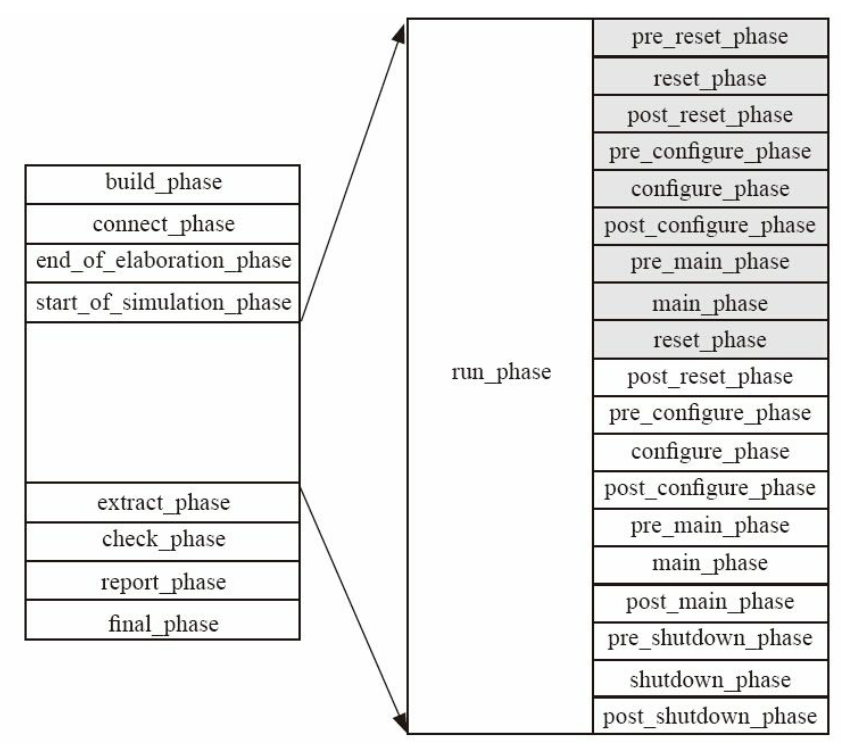 build_phase
connect_phase
end_of_elaboration_phase
start_of_simulation_phase
extract_phase
check_phase
report_phase
final_phase
run_phase
pre_reset_phase
reset_phase
post_reset_phase
pre_configure_phase
configure_phase
post_configure_phase
pre_main_phase
main_phase
reset_phase
post_reset_phase
pre_configure_phase
configure_phase
post_configure_phase
pre_main_phase
main_phase
post_main_phase
pre_shutdown_phase
shutdown_phase
post_shutdown_phase